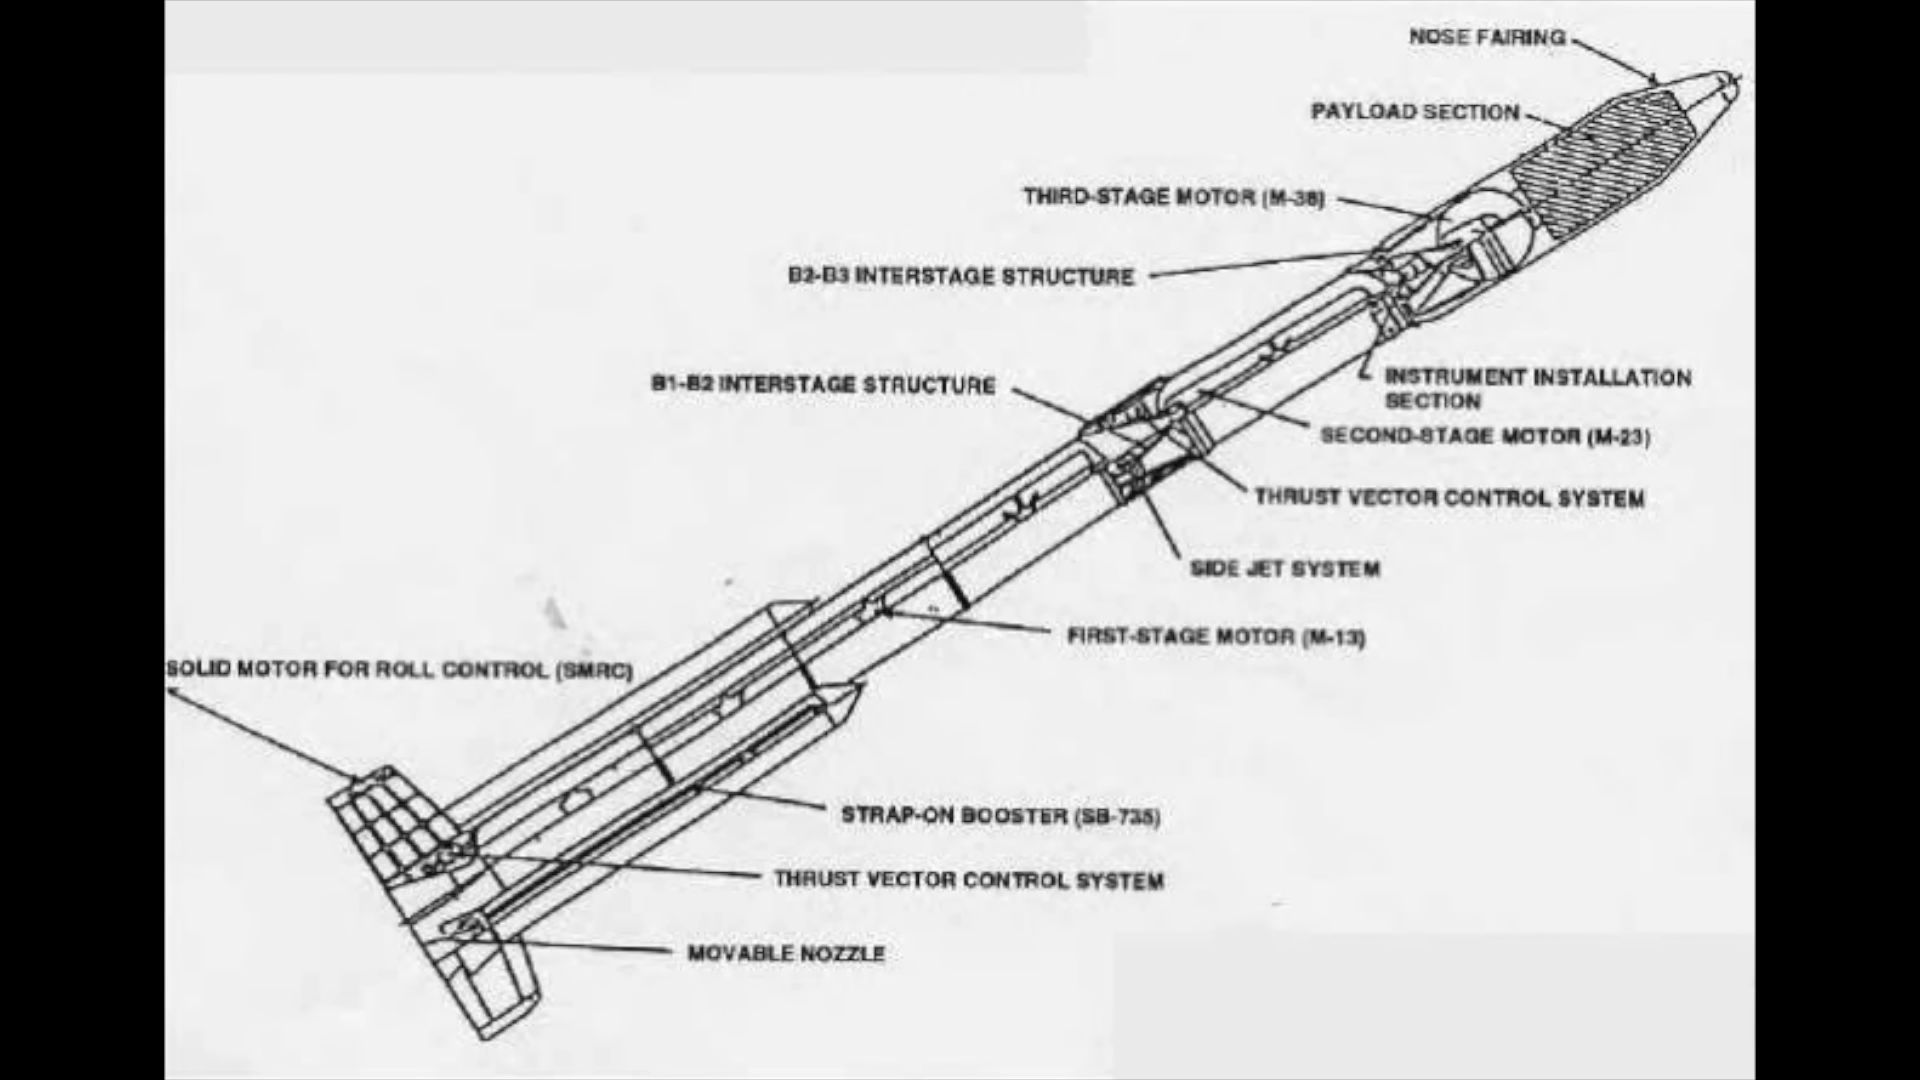 NOSE FAIRING
PAYLOAD SECTION
THIRD-STAGE MOTOR (M-38)
B2-B3 INTERSTAGE STRUCTURE
B1-B2 INTERSTAGE STRUCTURE
INSTRUMENT INSTALLATION
SECTION
SECOND-STAGE MOTOR (M-23)
THRUST VECTOR CONTROL SYSTEM
SIDE JET SYSTEM
FIRST-STAGE MOTOR (M-13)
SOLID MOTOR FOR ROLL CONTROL (SMRC)
STRAP-ON BOOSTER (SB-735)
THRUST VECTOR CONTROL SYSTEM
MOVABLE NOZZLE